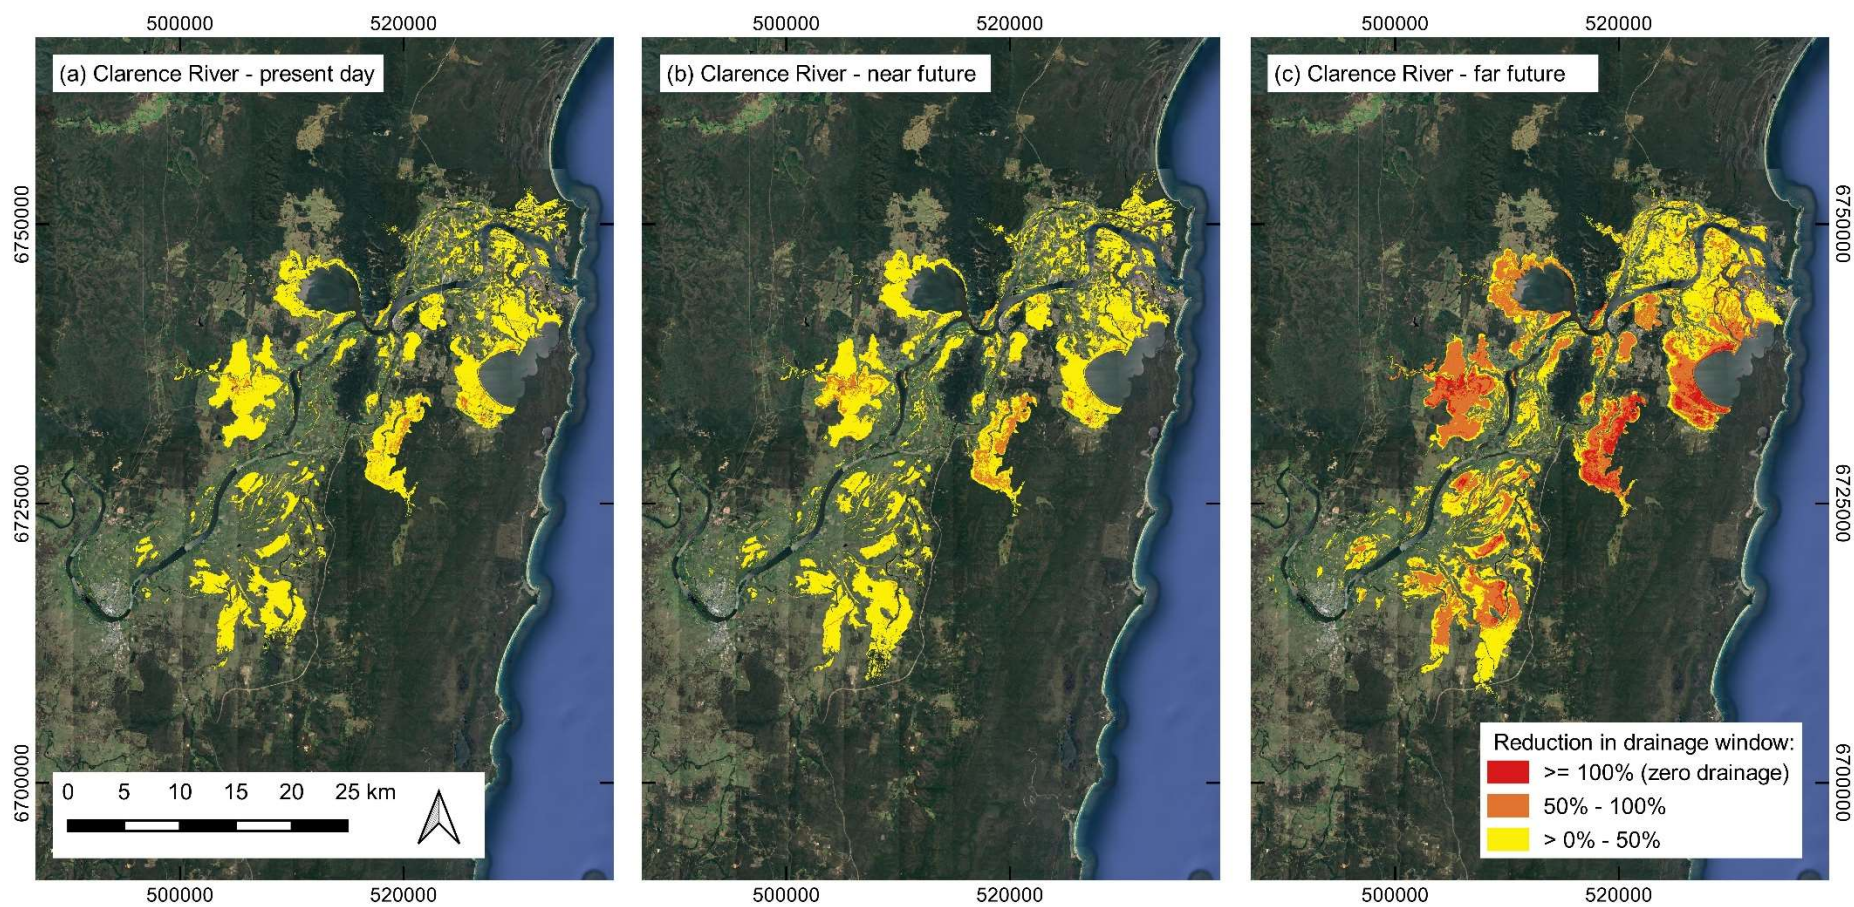 500000 520000 500000 520000 500000 520000
(a) Clarence River - present day
(b) Clarence River - near future
(c) Clarence River - far future
6750000 6750000
6725000 6725000
6700000 6700000
Reduction in drainage window:
>= 100% (zero drainage)
50% - 100%
> 0% - 50%
0 5 10 15 20 25 km
500000 520000 500000 520000 500000 520000